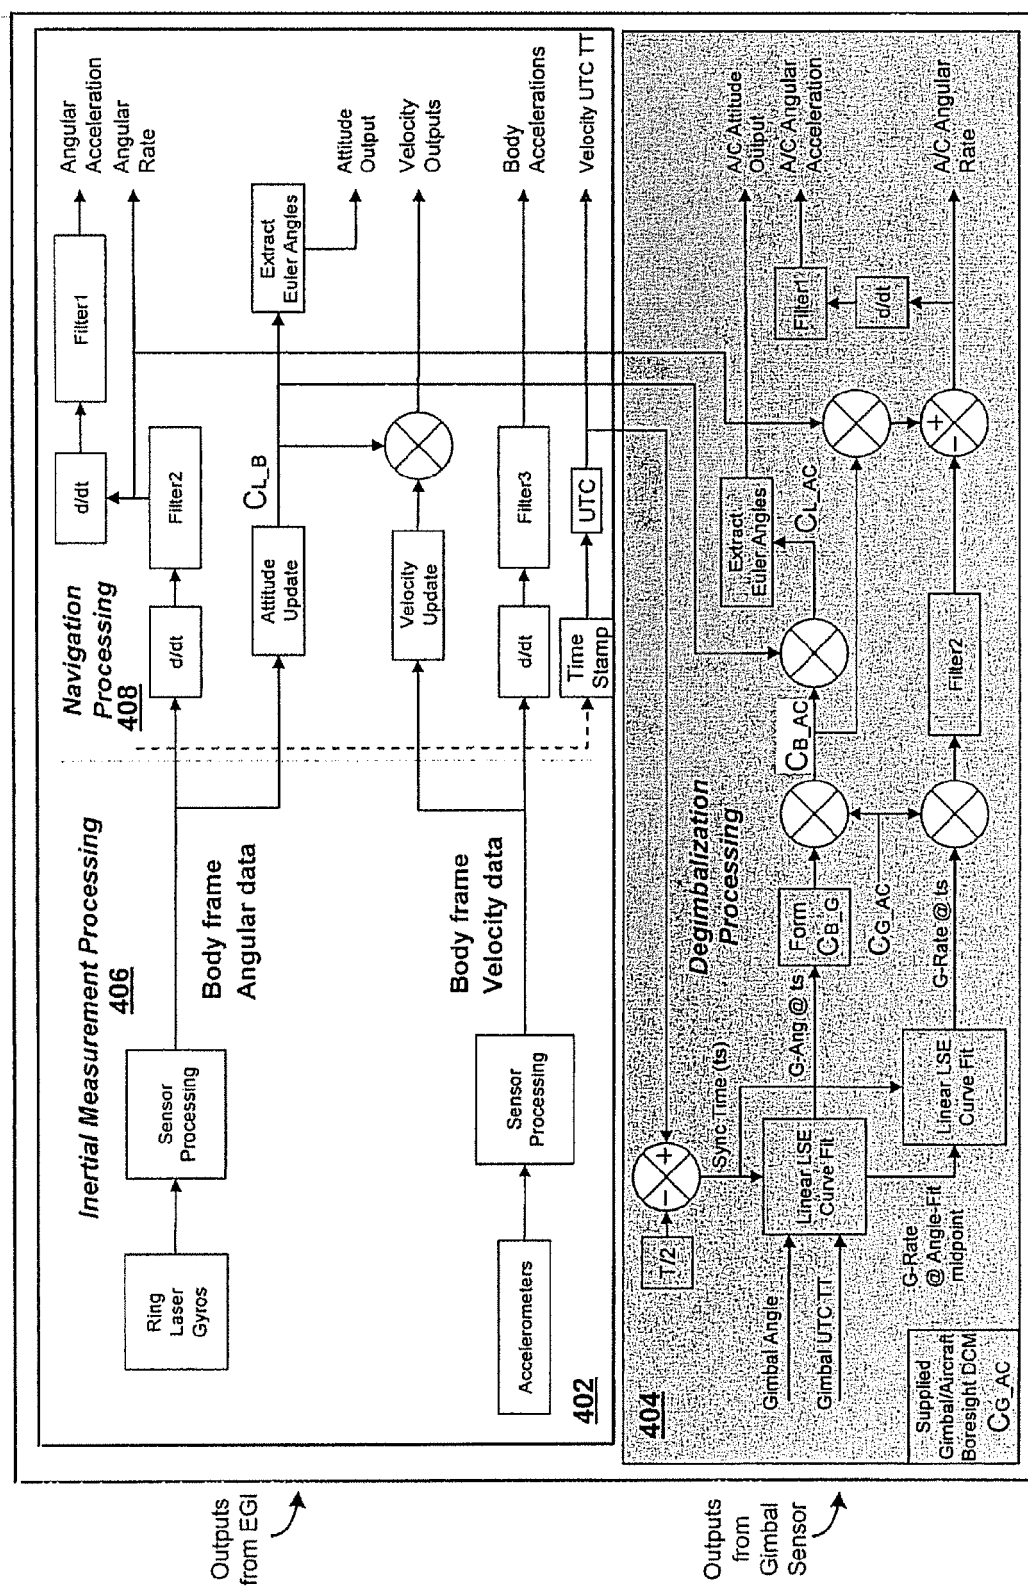 Outputs
from EGI
Outputs
from
Gimbal
Sensor
Inertial Measurement Processing
406
Navigation
Processing
408
Ring
Laser
Gyros
Sensor
Processing
Body frame
Angular data
d/dt
Filter2
d/dt
Filter1
Angular
Acceleration
Angular
Rate
Attitude
Update
CL_B
Extract
Euler Angles
Attitude
Output
Velocity
Update
Velocity
Outputs
Accelerometers
Sensor
Processing
Body frame
Velocity data
d/dt
Filter3
Body
Accelerations
Time
Stamp
UTC
Velocity UTC TT
402
404
Degimbalization
Processing
T/2
−
+
Sync Time (ts)
Gimbal Angle
Gimbal UTC TT
Linear LSE
Curve Fit
G-Ang @ ts
Form
CB_G
CB_AC
CG_AC
Extract
Euler Angles
CL_AC
A/C Attitude
Output
Filter1
A/C Angular
Acceleration
d/dt
G-Rate
@ Angle-Fit
midpoint
Linear LSE
Curve Fit
G-Rate @ ts
Filter2
−
+
A/C Angular
Rate
Supplied
Gimbal/Aircraft
Boresight DCM
CG_AC